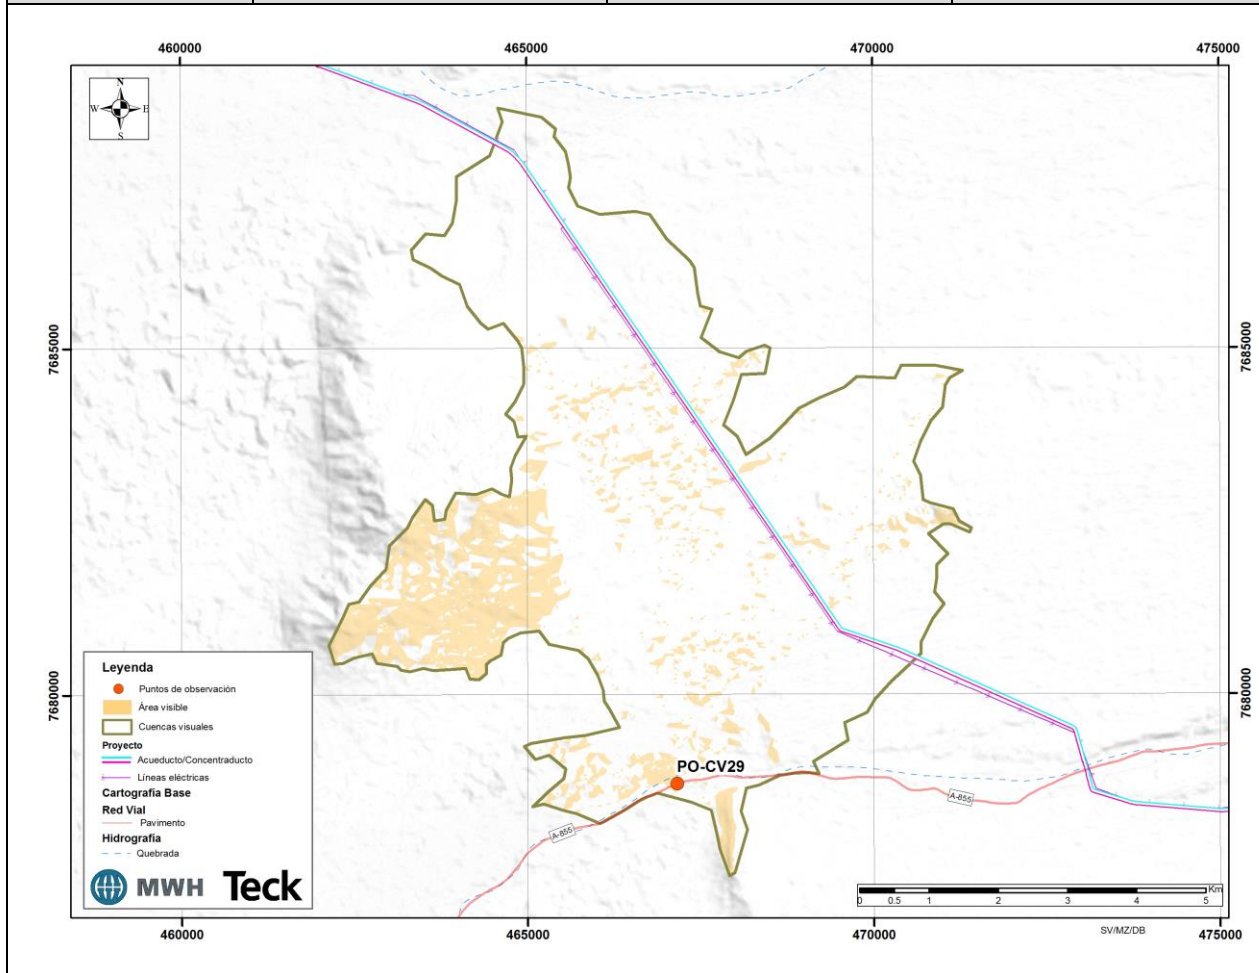 460000 465000 470000 475000
N
W E
S
7685000 7685000
7680000 7680000
PO-CV29
A-855
A-855
Leyenda
Puntos de observación
Área visible
Cuencas visuales
Proyecto
Acueducto/Concentraducto
Líneas eléctricas
Cartografía Base
Red Vial
Pavimento
Hidrografía
Quebrada
MWH Teck
Km
0 0.5 1 2 3 4 5
460000 465000 470000 475000
SV/MZ/DB